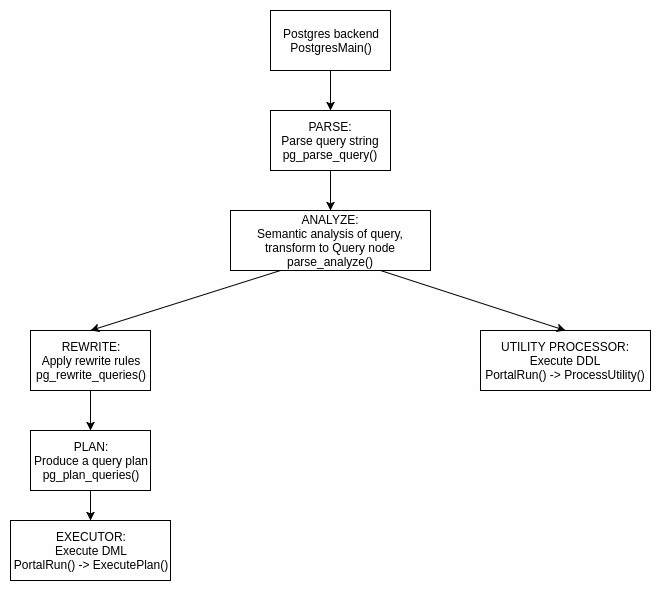 Postgres backend
PostgresMain()
PARSE:
Parse query string
pg_parse_query()
ANALYZE:
Semantic analysis of query,
transform to Query node
parse_analyze()
REWRITE:
Apply rewrite rules
pg_rewrite_queries()
UTILITY PROCESSOR:
Execute DDL
PortalRun() -> ProcessUtility()
PLAN:
Produce a query plan
pg_plan_queries()
EXECUTOR:
Execute DML
PortalRun() -> ExecutePlan()